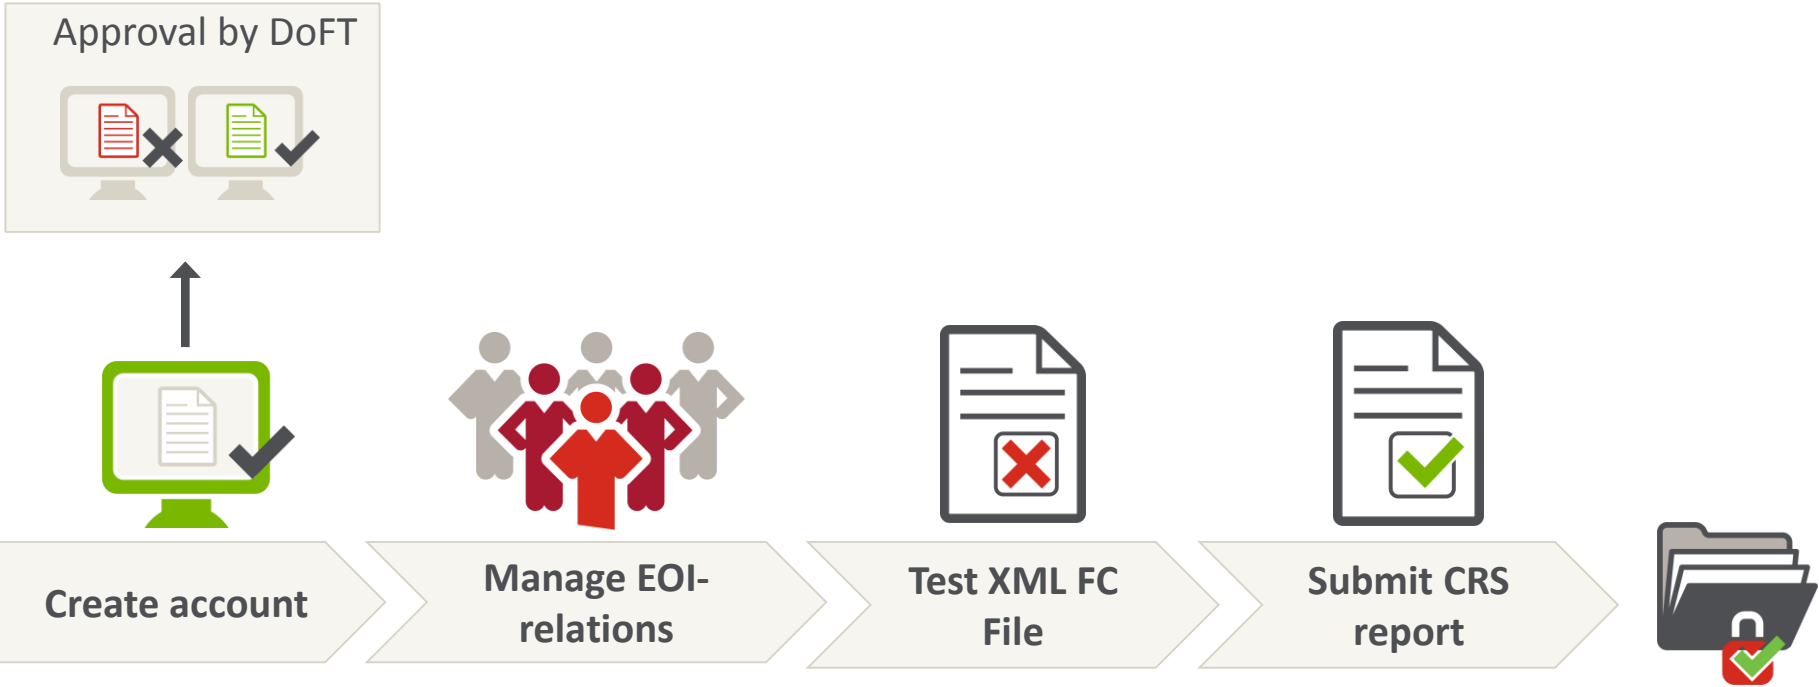 Approval by DoFT
Create account
Manage EOI-
relations
Test XML FC
File
Submit CRS
report